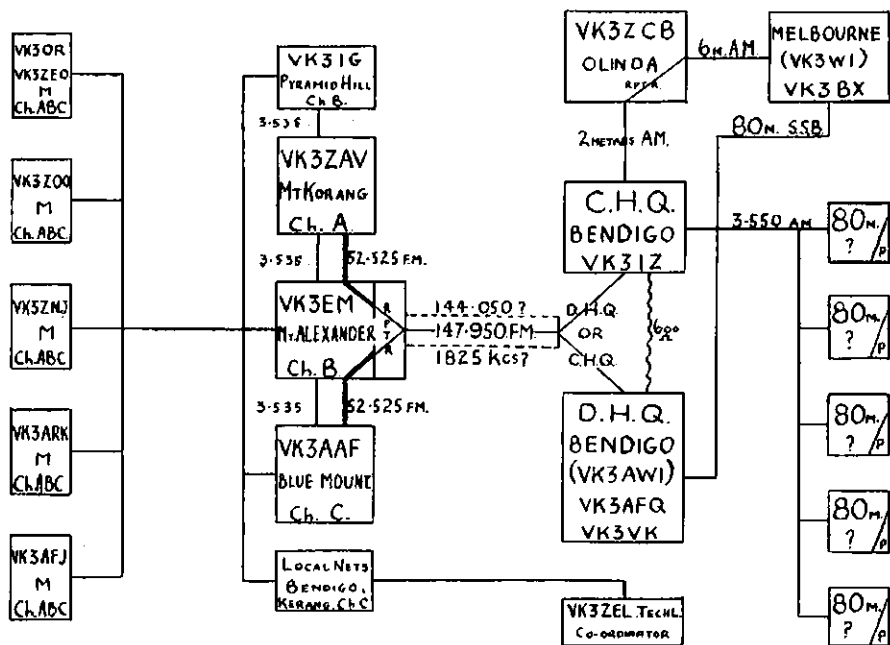 VK3OR
VK3ZEO
M
Ch.ABC
VK3ZOQ
M
Ch.ABC.
VK3ZNJ
M
Ch.ABC
VK3ARK
M
Ch.ABC
VK3AFJ
M
Ch.ABC
VK3IG
PYRAMID HILL
Ch B.
3.535
VK3ZAV
MT KORANG
Ch. A
3.535
52.525 F.M.
VK3EM
MT ALEXANDER
Ch. B
RPTR
3.535
52.525 FM.
VK3AAF
BLUE MOUNT.
Ch. C.
LOCAL NETS
BENDIGO,
KERANG. Ch C
144.050?
147.950.FM.
1825 KCS?
D.H.Q.
OR
C.H.Q.
600
Ω
VK3ZCB
OLINDA
RPTR.
6M. AM.
MELBOURNE
(VK3WI)
VK3BX
80M. S.S.B.
2 METRES AM.
C.H.Q.
BENDIGO
VK3IZ
3.550 AM
D.H.Q.
BENDIGO
(VK3AWI)
VK3AFQ
VK3VK
VK3ZEL. TECHL.
CO-ORDINATOR
80M.
? /P
80M.
? /P
80M.
? /P
80M.
? /P
80M.
? /P